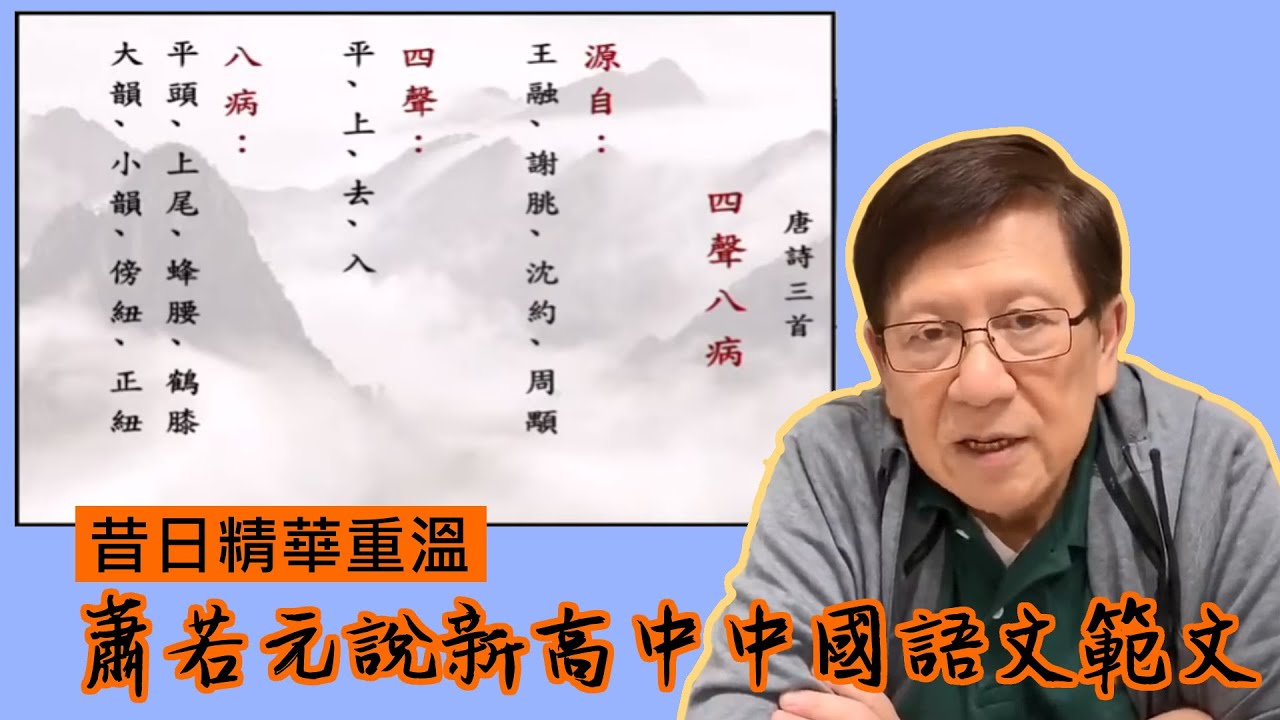 唐詩三首
四聲八病
源自：
王融、謝朓、沈約、周顒
四聲：
平、上、去、入
八病：
平頭、上尾、蜂腰、鶴膝
大韻、小韻、傍紐、正紐
昔日精華重溫
蕭若元說新高中中國語文範文